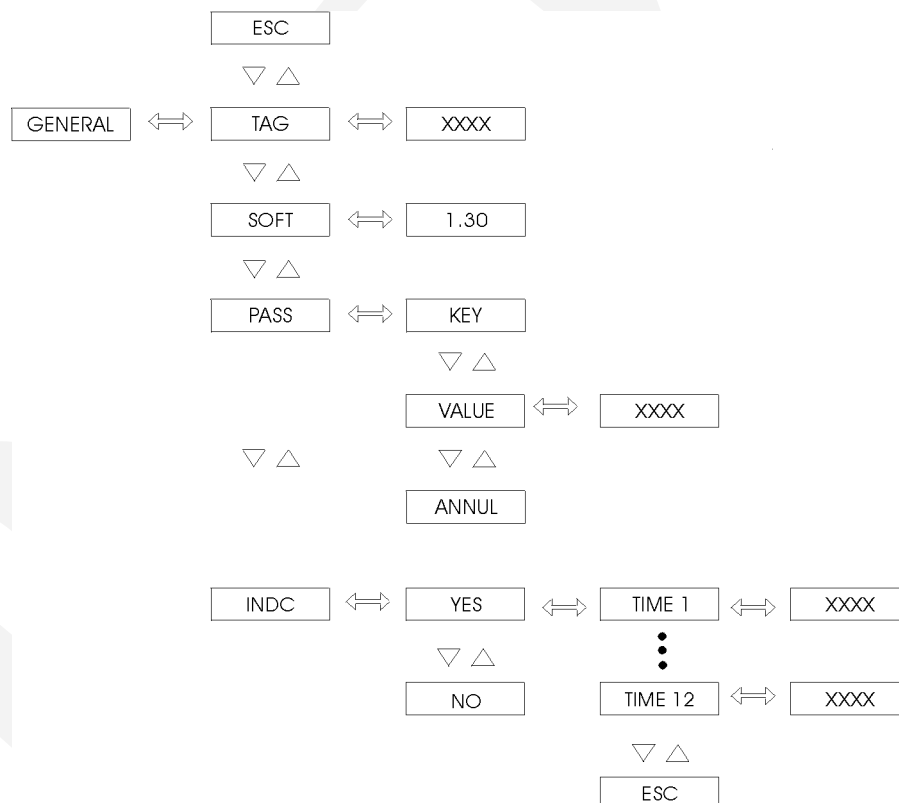 ESC
GENERAL TAG XXXX
SOFT 1.30
PASS KEY
VALUE XXXX
ANNUL
INDC YES TIME 1 XXXX
NO TIME 12 XXXX
ESC